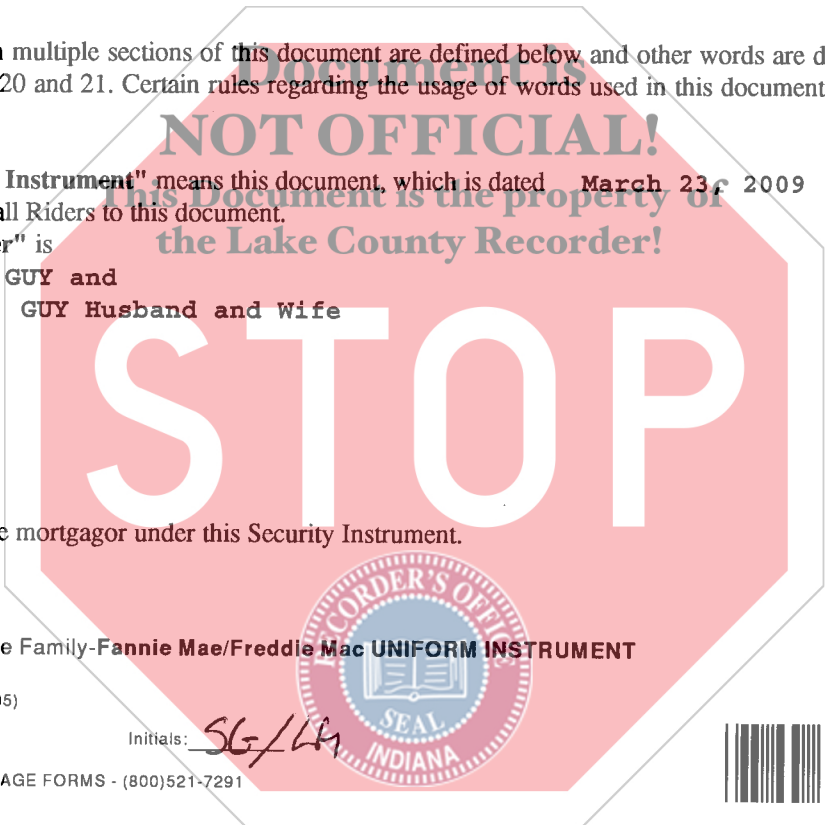 multiple sections of this document are defined below and other words are d
Document is
20 and 21. Certain rules regarding the usage of words used in this document
NOT OFFICIAL!
Instrument" means this document, which is dated March 23, 2009
This Document is the property of
all Riders to this document.
er" is
the Lake County Recorder!
GUY and
GUY Husband and Wife
STOP
e mortgagor under this Security Instrument.
RECORDER'S OFFICE
e Family-Fannie Mae/Freddie Mac UNIFORM INSTRUMENT
05)
SEAL
Initials: SG/LM
INDIANA
AGE FORMS - (800)521-7291